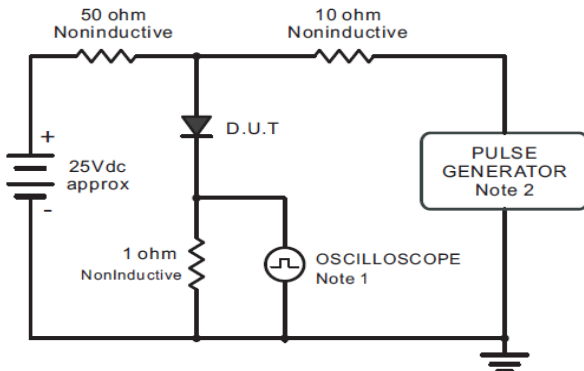 50 ohm
Noninductive
10 ohm
Noninductive
D.U.T
+
25Vdc
approx
-
PULSE
GENERATOR
Note 2
1 ohm
NonInductive
OSCILLOSCOPE
Note 1